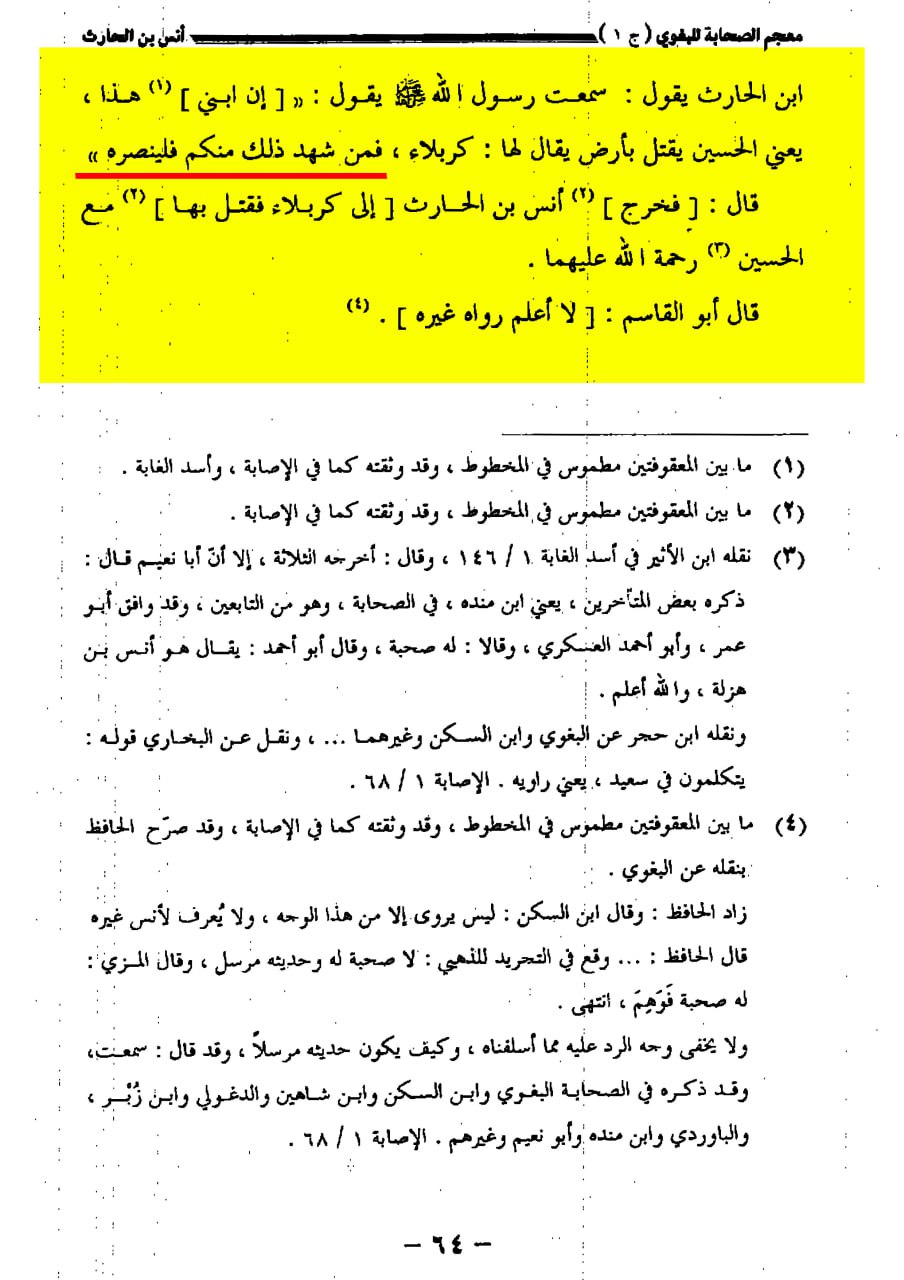 معجم الصحابة للبغوي ( ج ١ ) أنس بن الحارث
ابن الحارث يقول : سمعت رسول الله ﷺ يقول : « [ إن ابني ] (١) هذا ،
يعني الحسين يقتل بأرض يقال لها : كربلاء ، فمن شهد ذلك منكم فلينصره »
قال : [ فخرج ] (٢) أنس بن الحارث [ إلى كربلاء فقتل بها ] (٢) مع
الحسين (٣) رحمة الله عليهما .
قال أبو القاسم : [ لا أعلم رواه غيره ] . (٤)
(١) ما بين المعقوفتين مطموس في المخطوط ، وقد وثقته كما في الإصابة ، وأسد الغابة .
(٢) ما بين المعقوفتين مطموس في المخطوط ، وقد وثقته كما في الإصابة .
(٣) نقله ابن الأثير في أسد الغابة ١ / ١٤٦ ، وقال : أخرجه الثلاثة ، إلا أنّ أبا نعيم قال :
ذكره بعض المتأخرين ، يعني ابن منده ، في الصحابة ، وهو من التابعين ، وقد وافق أبو
عمر ، وأبو أحمد العسكري ، وقالا : له صحبة ، وقال أبو أحمد : يقال هو أنس بن
هزلة ، والله أعلم .
ونقله ابن حجر عن البغوي وابن السكن وغيرهما ... ، ونقل عن البخاري قوله :
يتكلمون في سعيد ، يعني راويه . الإصابة ١ / ٦٨ .
(٤) ما بين المعقوفتين مطموس في المخطوط ، وقد وثقته كما في الإصابة ، وقد صرّح الحافظ
بنقله عن البغوي .
زاد الحافظ : وقال ابن السكن : ليس يروى إلا من هذا الوحه ، ولا يُعرف لأنس غيره
قال الحافظ : ... وقع في التجريد للذهبي : لا صحبة له وحديثه مرسل ، وقال المزي :
له صحبة فَوَهِمَ ، انتهى .
ولا يخفى وحه الرد عليه مما أسلفناه ، وكيف يكون حديثه مرسلاً ، وقد قال : سمعت،
وقد ذكره في الصحابة البغوي وابن السكن وابن شاهين والدغولي وابن زُبْر ،
والباوردي وابن منده وأبو نعيم وغيرهم . الإصابة ١ / ٦٨ .
– ٦٤ –